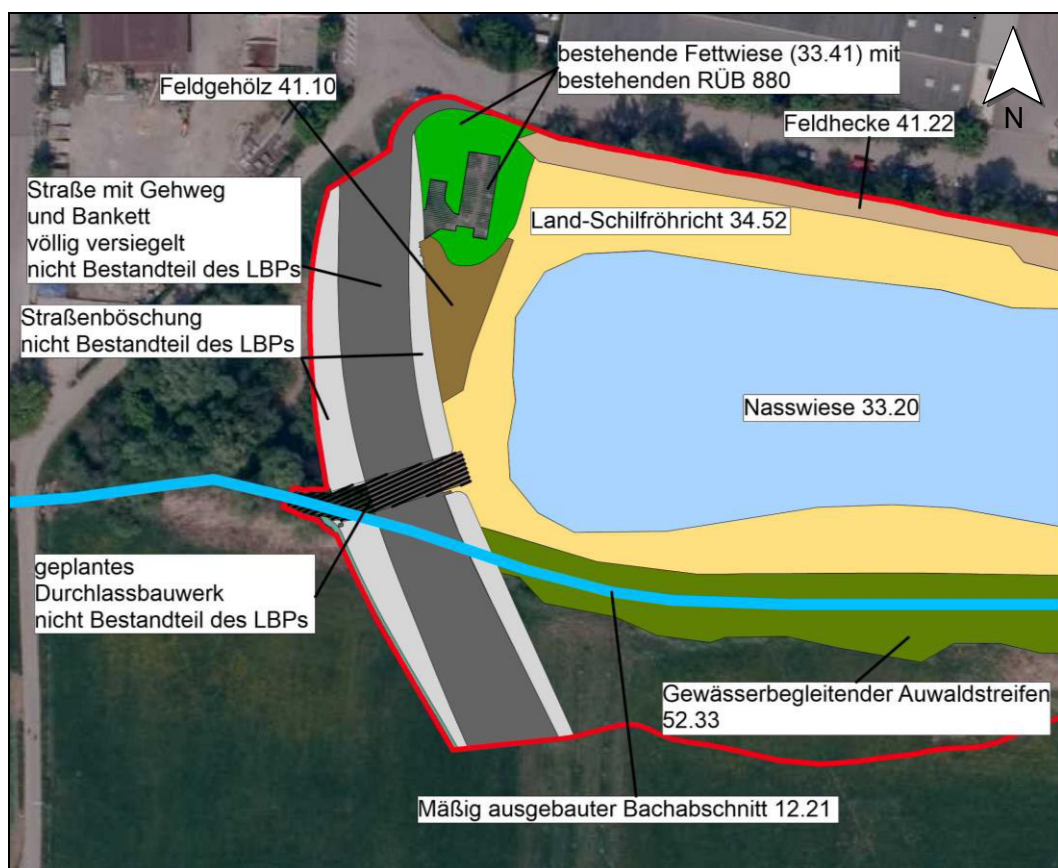 bestehende Fettwiese (33.41) mit
bestehenden RÜB 880
Feldgehölz 41.10
N
Feldhecke 41.22
Straße mit Gehweg
und Bankett
völlig versiegelt
nicht Bestandteil des LBPs
Land-Schilfröhricht 34.52
Straßenböschung
nicht Bestandteil des LBPs
Nasswiese 33.20
geplantes
Durchlassbauwerk
nicht Bestandteil des LBPs
Gewässerbegleitender Auwaldstreifen
52.33
Mäßig ausgebauter Bachabschnitt 12.21